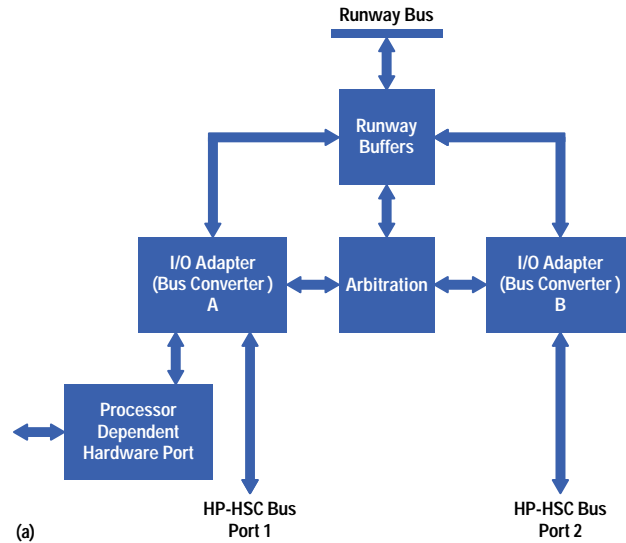 Runway Bus
Runway
Buffers
I/O Adapter
(Bus Converter )
A
Arbitration
I/O Adapter
(Bus Converter )
B
Processor
Dependent
Hardware Port
(a)
HP-HSC Bus
Port 1
HP-HSC Bus
Port 2